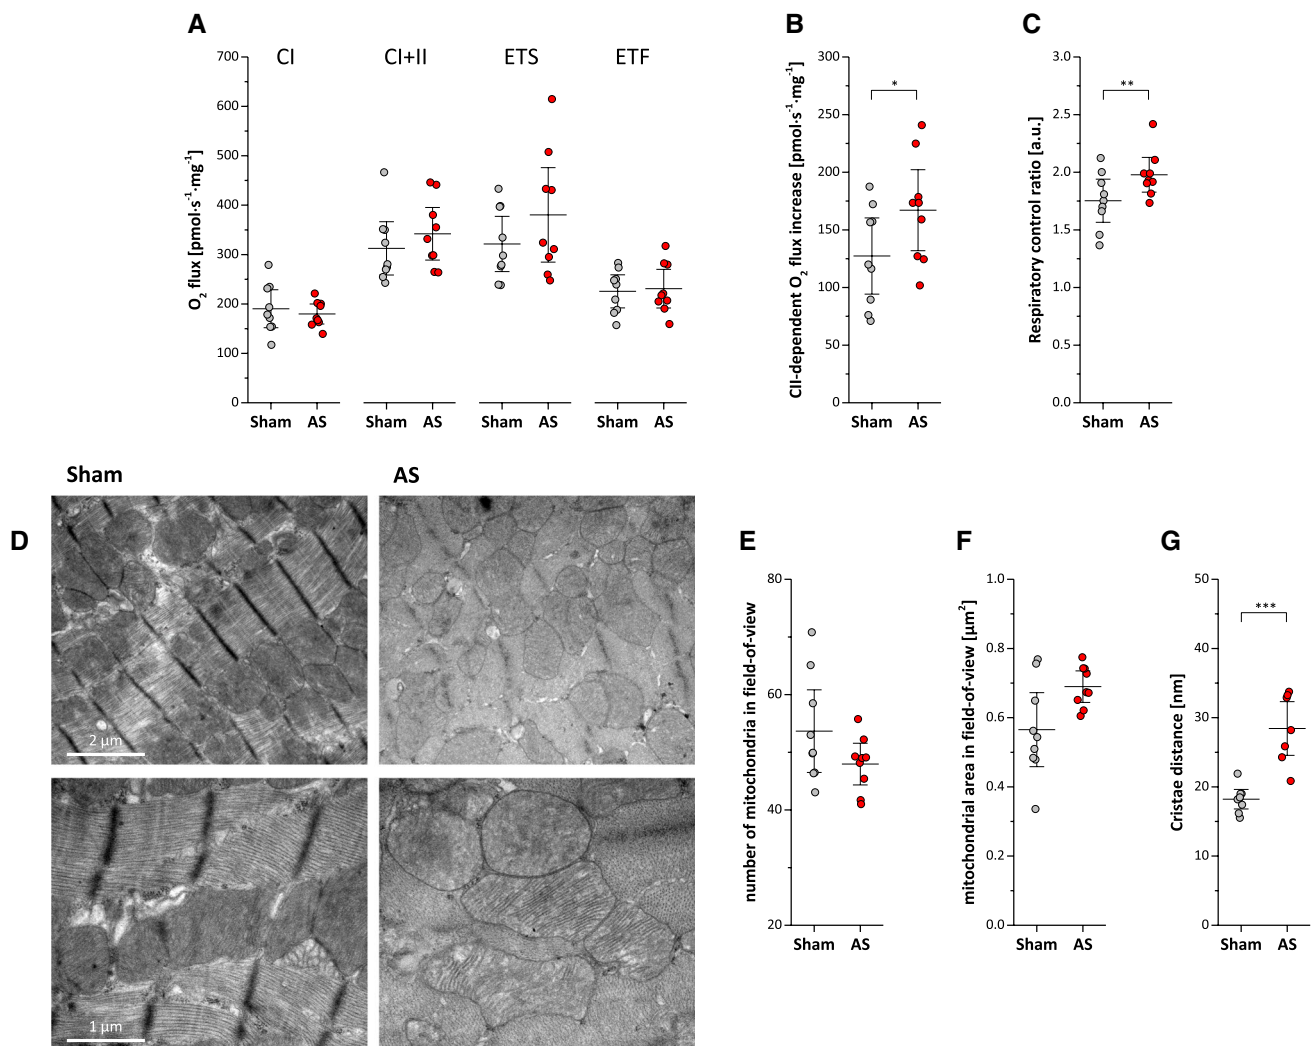 A
B
C
CI
CI+II
ETS
ETF
O2 flux [pmol·s-1·mg-1]
700
600
500
400
300
200
100
0
Sham AS
Sham AS
Sham AS
Sham AS
CII-dependent O2 flux increase [pmol·s-1·mg-1]
300
250
200
150
100
50
0
*
Sham AS
Respiratory control ratio [a.u.]
3.0
2.5
2.0
1.5
1.0
0.5
0.0
**
Sham AS
D
Sham
AS
2 µm
1 µm
E
number of mitochondria in field-of-view
80
60
40
20
Sham AS
F
mitochondrial area in field-of-view [µm2]
1.0
0.8
0.6
0.4
0.2
0.0
Sham AS
G
Cristae distance [nm]
50
40
30
20
10
0
***
Sham AS